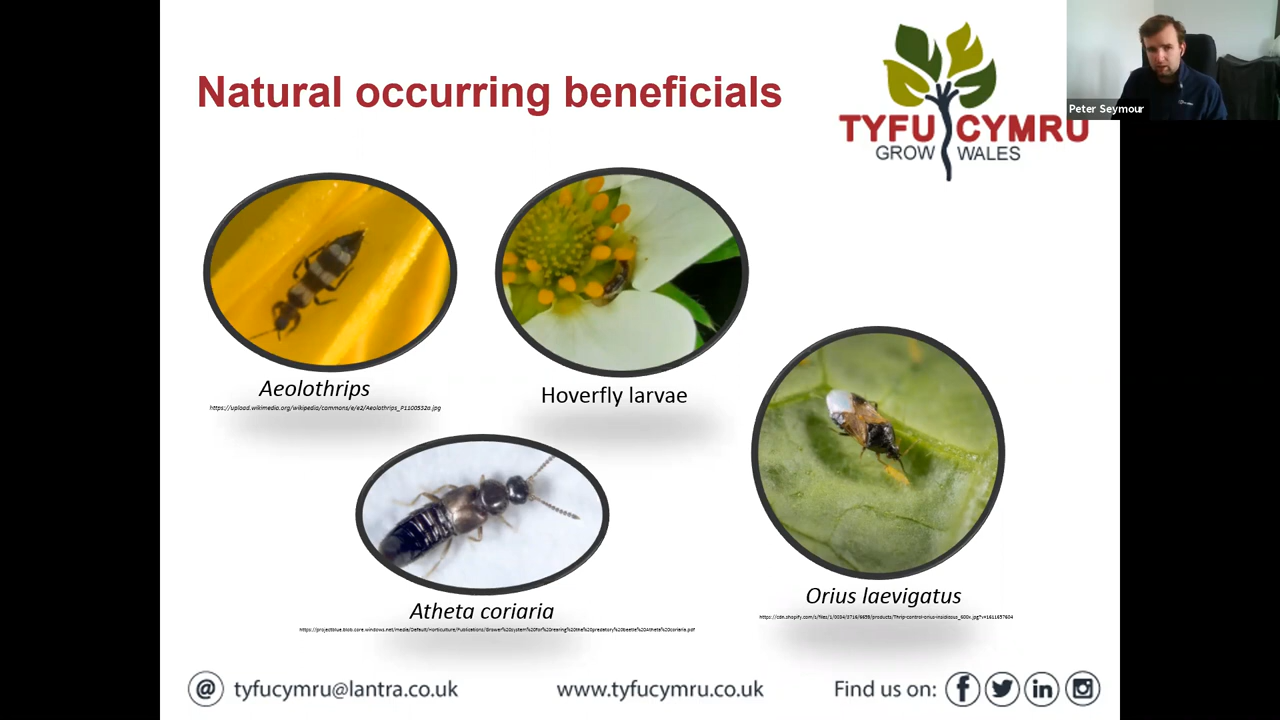 Natural occurring beneficials
TYFU CYMRU
GROW WALES
Peter Seymour
Aeolothrips
https://upload.wikimedia.org/wikipedia/commons/e/e2/Aeolothrips_P1100532a.jpg
Hoverfly larvae
Atheta coriaria
Orius laevigatus
@ tyfucymru@lantra.co.uk
www.tyfucymru.co.uk
Find us on: